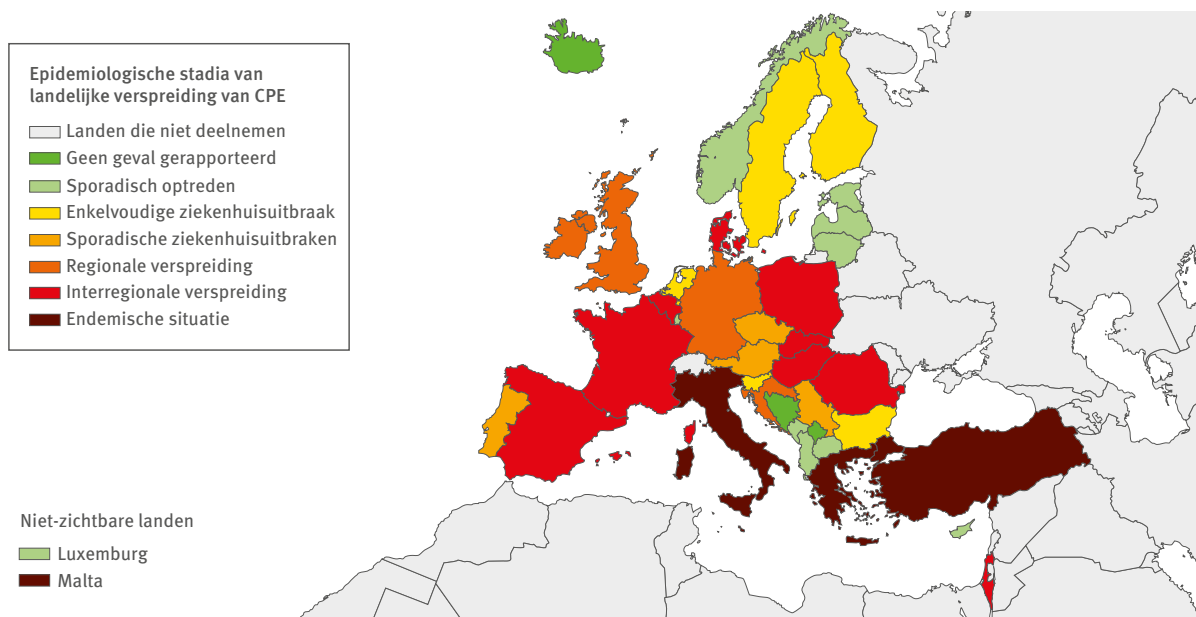 Epidemiologische stadia van
landelijke verspreiding van CPE
Landen die niet deelnemen
Geen geval gerapporteerd
Sporadisch optreden
Enkelvoudige ziekenhuisuitbraak
Sporadische ziekenhuisuitbraken
Regionale verspreiding
Interregionale verspreiding
Endemische situatie
Niet-zichtbare landen
Luxemburg
Malta